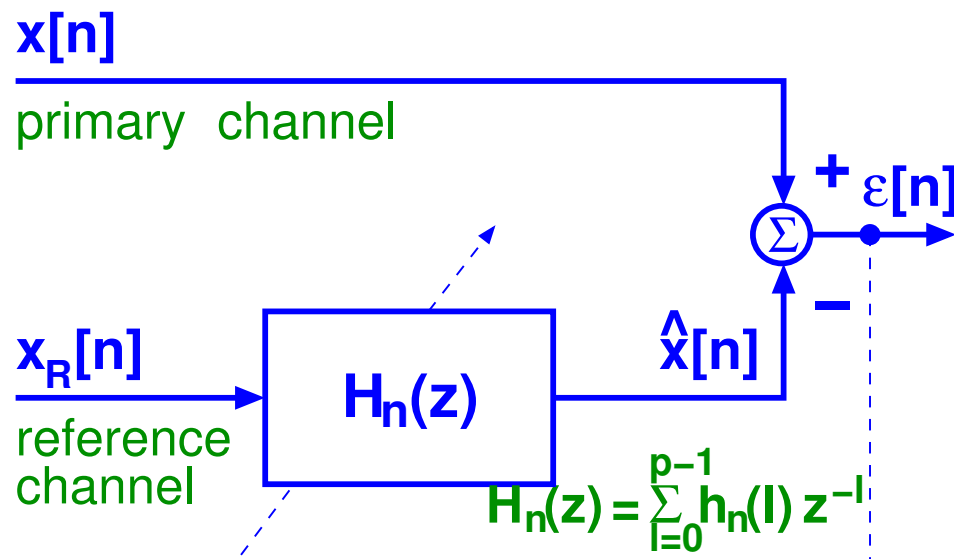 x[n]
primary channel
+ ε[n]
Σ
−
x_R[n]
H_n(z)
x̂[n]
reference
channel
H_n(z) = Σ_{l=0}^{p−1} h_n(l) z^{−l}